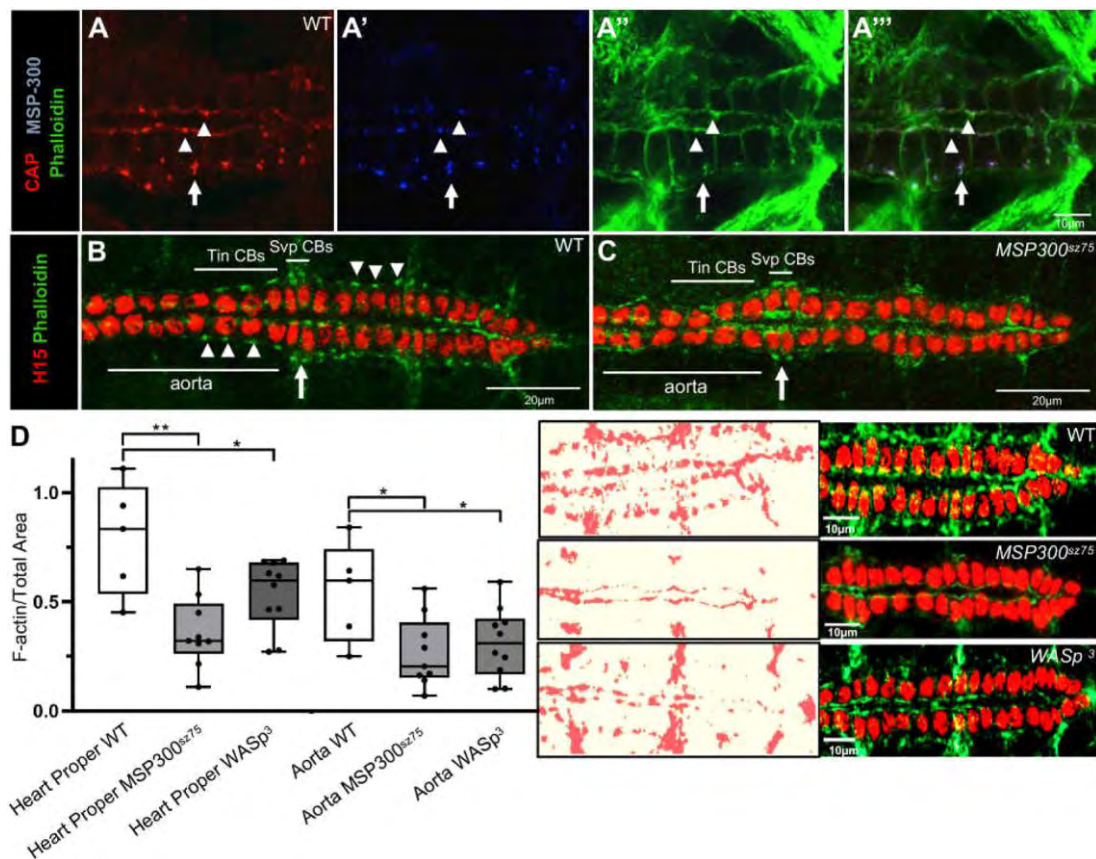 CAP MSP-300
Phalloidin
A
WT
A'
A''
A'''
10µm
H15 Phalloidin
B
Tin CBs
Svp CBs
WT
aorta
20µm
C
Tin CBs
Svp CBs
MSP300sz75
aorta
20µm
D
**
*
*
*
F-actin/Total Area
1.0
0.5
0.0
Heart Proper WT
Heart Proper MSP300sz75
Heart Proper WASp3
Aorta WT
Aorta MSP300sz75
Aorta WASp3
WT
10µm
MSP300sz75
10µm
WASp 3
10µm